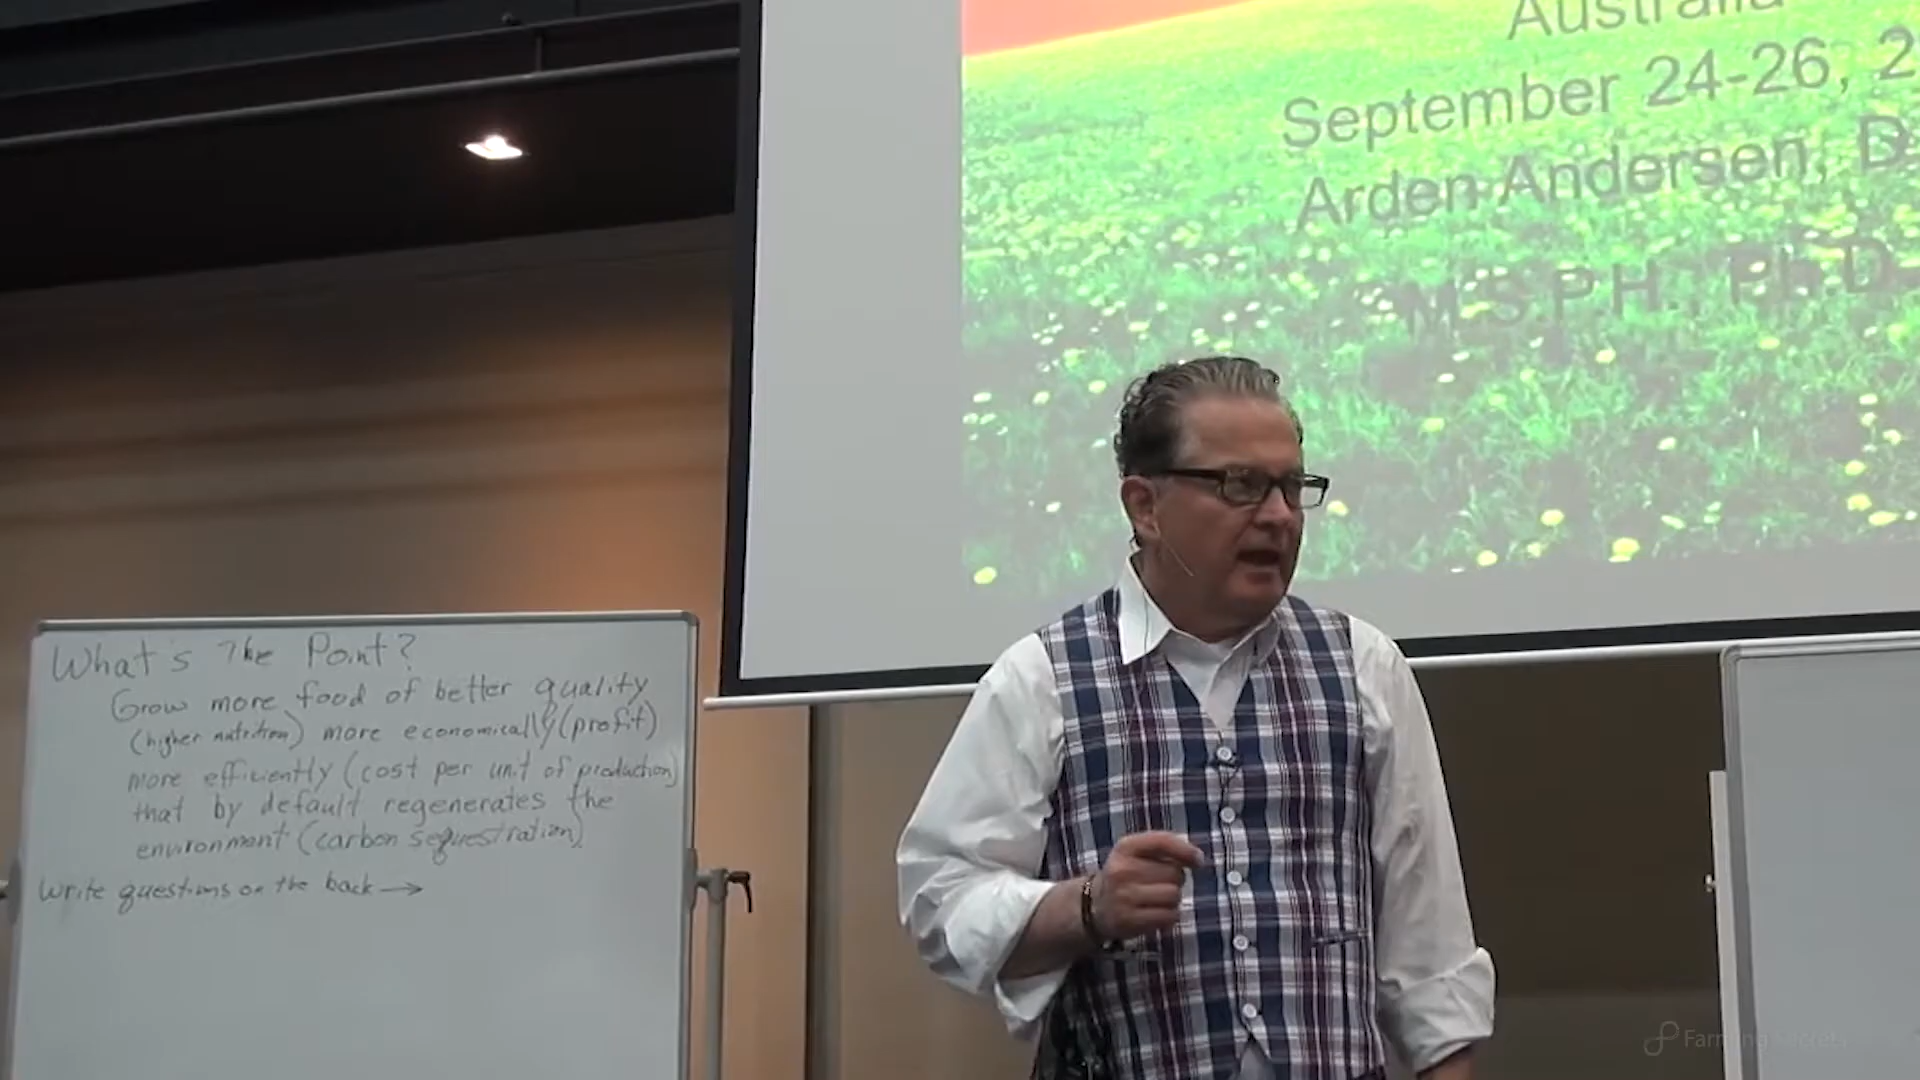 Australia
September 24-26, 2
Arden Andersen, D
M.S.P.H. Ph.D
What's The Point?
Grow more food of better quality
(higher nutrition) more economically (profit)
more efficiently (cost per unit of production)
that by default regenerates the
environment (carbon sequestration)
Write questions on the back →
Farming Secrets